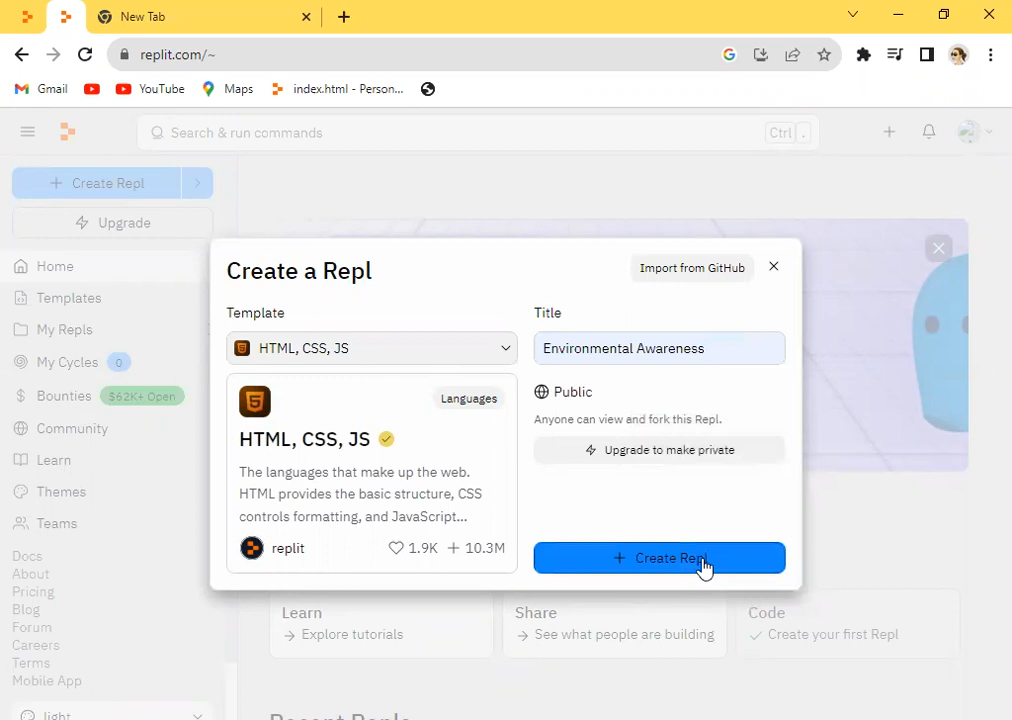 New Tab
replit.com/~
Gmail
YouTube
Maps
index.html - Person...
Search & run commands
Ctrl .
Create Repl
Upgrade
Home
Templates
My Repls
My Cycles 0
Bounties $62K+ Open
Community
Learn
Themes
Teams
Docs
About
Pricing
Blog
Forum
Careers
Terms
Mobile App
light
Create a Repl
Import from GitHub
Template
HTML, CSS, JS
Languages
HTML, CSS, JS
The languages that make up the web.
HTML provides the basic structure, CSS
controls formatting, and JavaScript...
replit
1.9K
10.3M
Title
Environmental Awareness
Public
Anyone can view and fork this Repl.
Upgrade to make private
Create Repl
Learn
Explore tutorials
Share
See what people are building
Code
Create your first Repl
Recent Repls